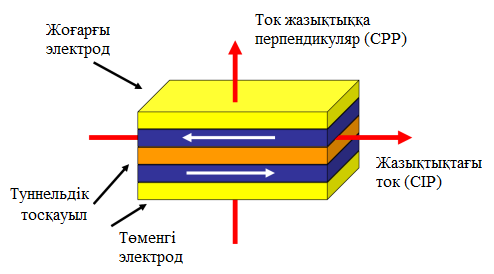 Жоғарғы
электрод
Ток жазықтыққа
перпендикуляр (CPP)
Жазықтықтағы
ток (CIP)
Туннельдік
тосқауыл
Төменгі
электрод